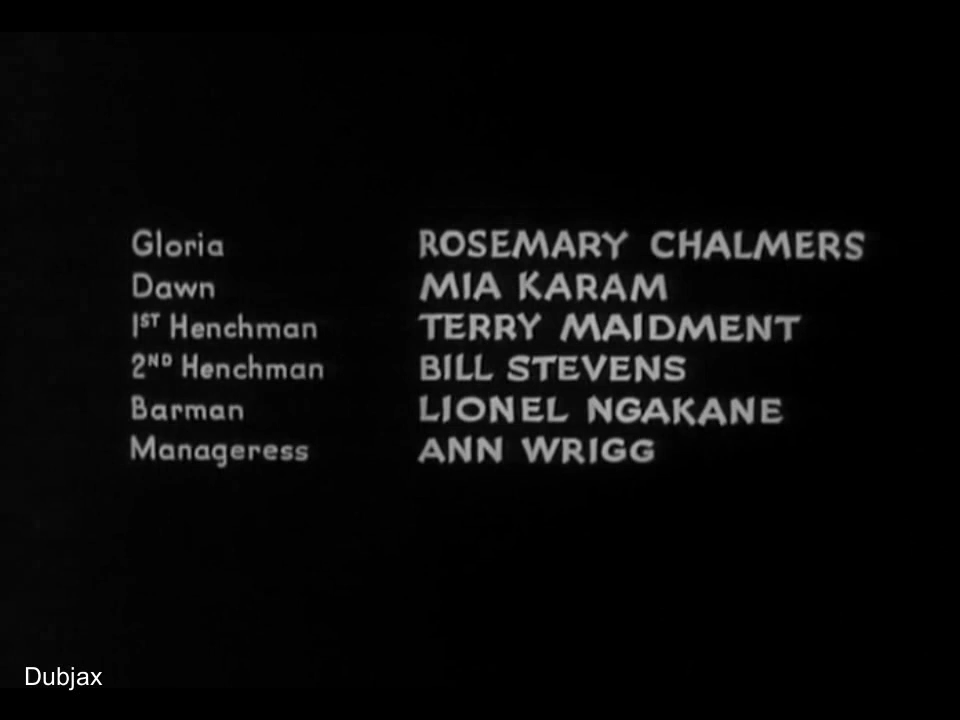 Gloria ROSEMARY CHALMERS
Dawn MIA KARAM
1ST Henchman TERRY MAIDMENT
2ND Henchman BILL STEVENS
Barman LIONEL NGAKANE
Manageress ANN WRIGG
Dubjax